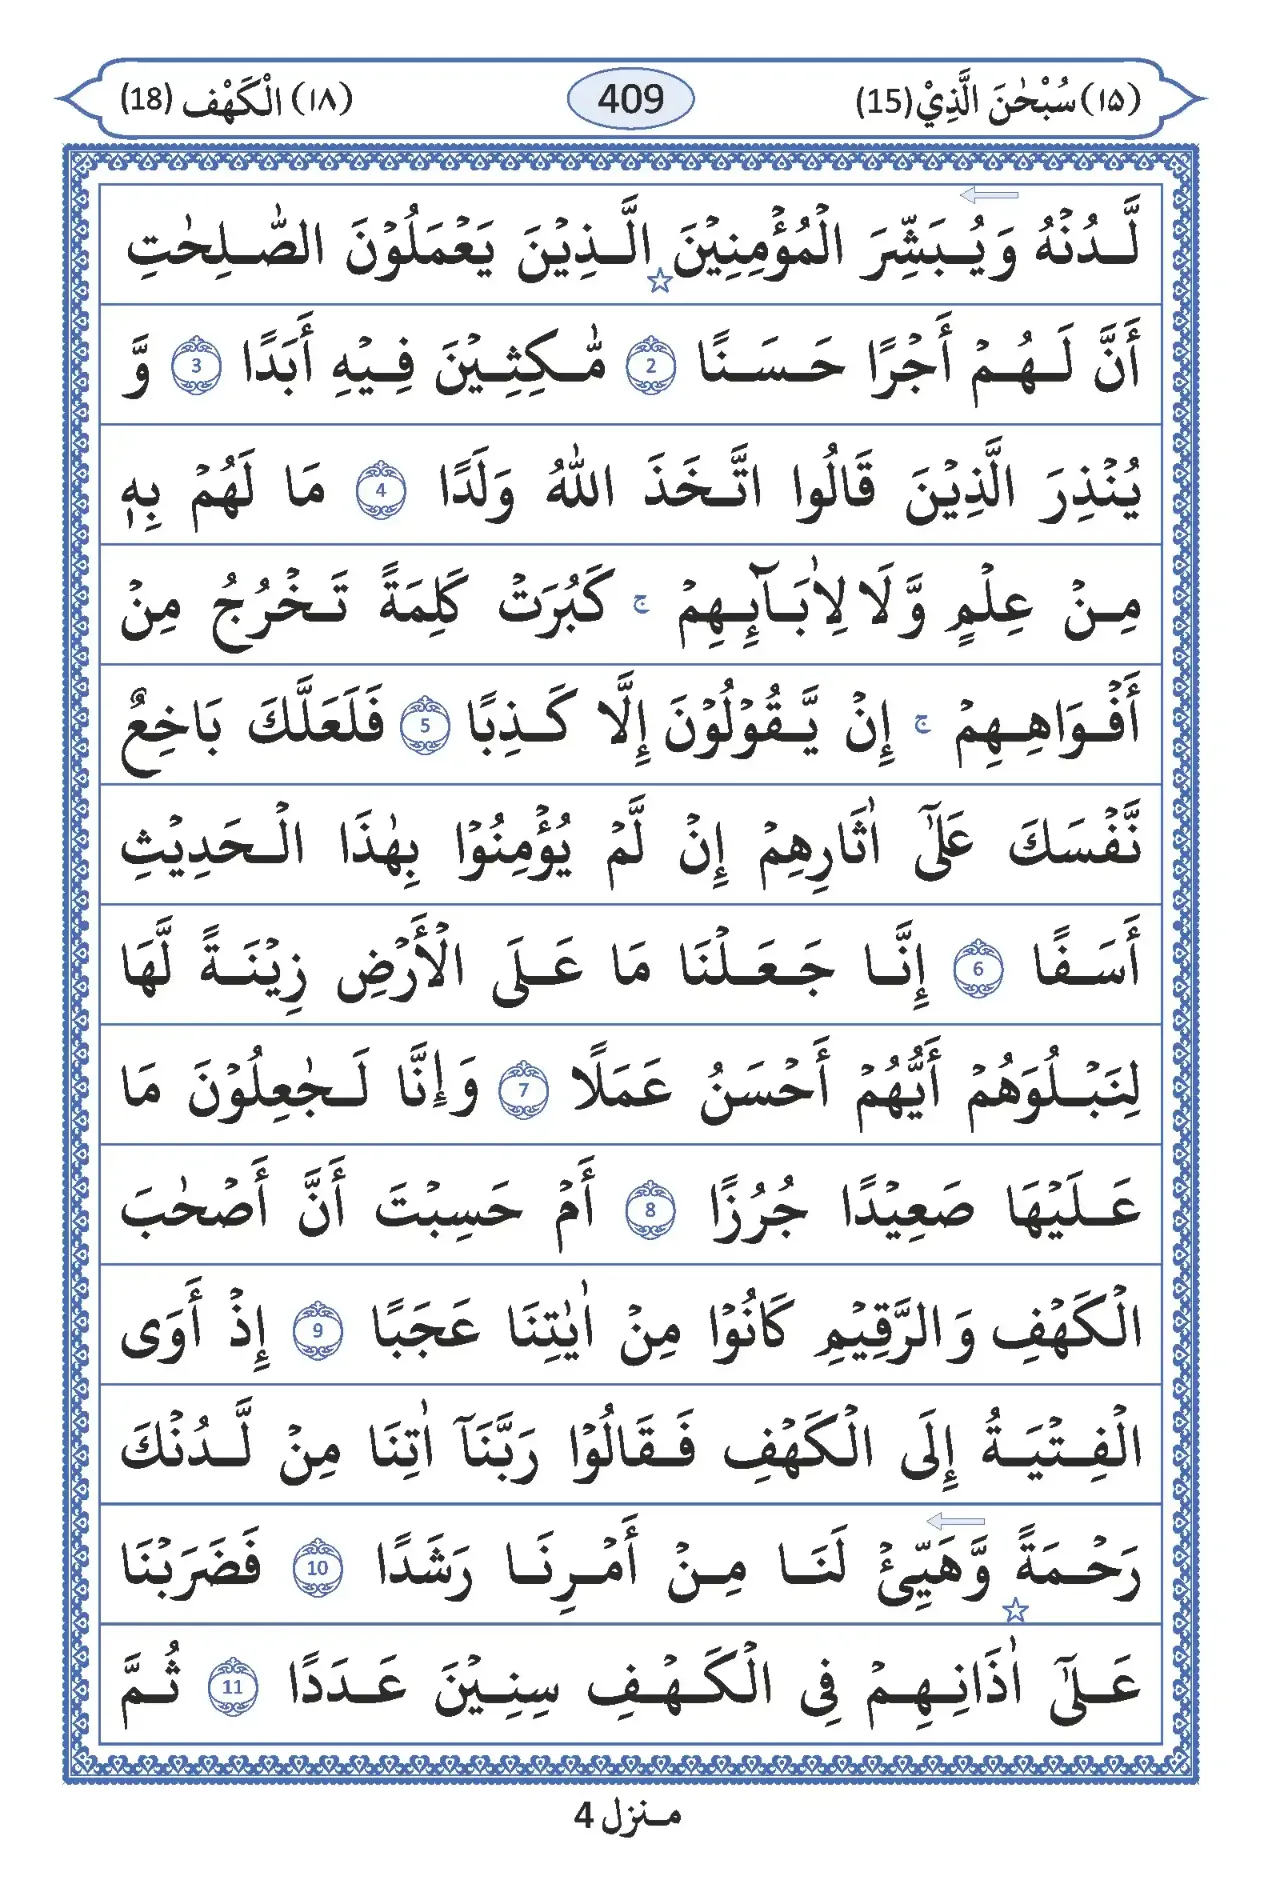 (۱۵) سُبْحٰنَ الَّذِيْ (15) 409 (۱۸) الْكَهْف (18)
لَّدُنْهُ وَيُبَشِّرَ الْمُؤْمِنِيْنَ الَّذِيْنَ يَعْمَلُوْنَ الصّٰلِحٰتِ
أَنَّ لَهُمْ أَجْرًا حَسَنًا 2 مّٰكِثِيْنَ فِيْهِ أَبَدًا 3 وَّ
يُنْذِرَ الَّذِيْنَ قَالُوا اتَّخَذَ اللّٰهُ وَلَدًا 4 مَا لَهُمْ بِهٖ
مِنْ عِلْمٍ وَّلَا لِاٰبَآئِهِمْ ج كَبُرَتْ كَلِمَةً تَخْرُجُ مِنْ
أَفْوَاهِهِمْ ج إِنْ يَّقُوْلُوْنَ إِلَّا كَذِبًا 5 فَلَعَلَّكَ بَاخِعٌ
نَّفْسَكَ عَلٰٓى اٰثَارِهِمْ إِنْ لَّمْ يُؤْمِنُوْا بِهٰذَا الْحَدِيْثِ
أَسَفًا 6 إِنَّا جَعَلْنَا مَا عَلَى الْأَرْضِ زِيْنَةً لَّهَا
لِنَبْلُوَهُمْ أَيُّهُمْ أَحْسَنُ عَمَلًا 7 وَإِنَّا لَجٰعِلُوْنَ مَا
عَلَيْهَا صَعِيْدًا جُرُزًا 8 أَمْ حَسِبْتَ أَنَّ أَصْحٰبَ
الْكَهْفِ وَالرَّقِيْمِ كَانُوْا مِنْ اٰيٰتِنَا عَجَبًا 9 إِذْ أَوَى
الْفِتْيَةُ إِلَى الْكَهْفِ فَقَالُوْا رَبَّنَآ اٰتِنَا مِنْ لَّدُنْكَ
رَحْمَةً وَّهَيِّئْ لَنَا مِنْ أَمْرِنَا رَشَدًا 10 فَضَرَبْنَا
عَلٰٓى اٰذَانِهِمْ فِى الْكَهْفِ سِنِيْنَ عَدَدًا 11 ثُمَّ
منزل 4